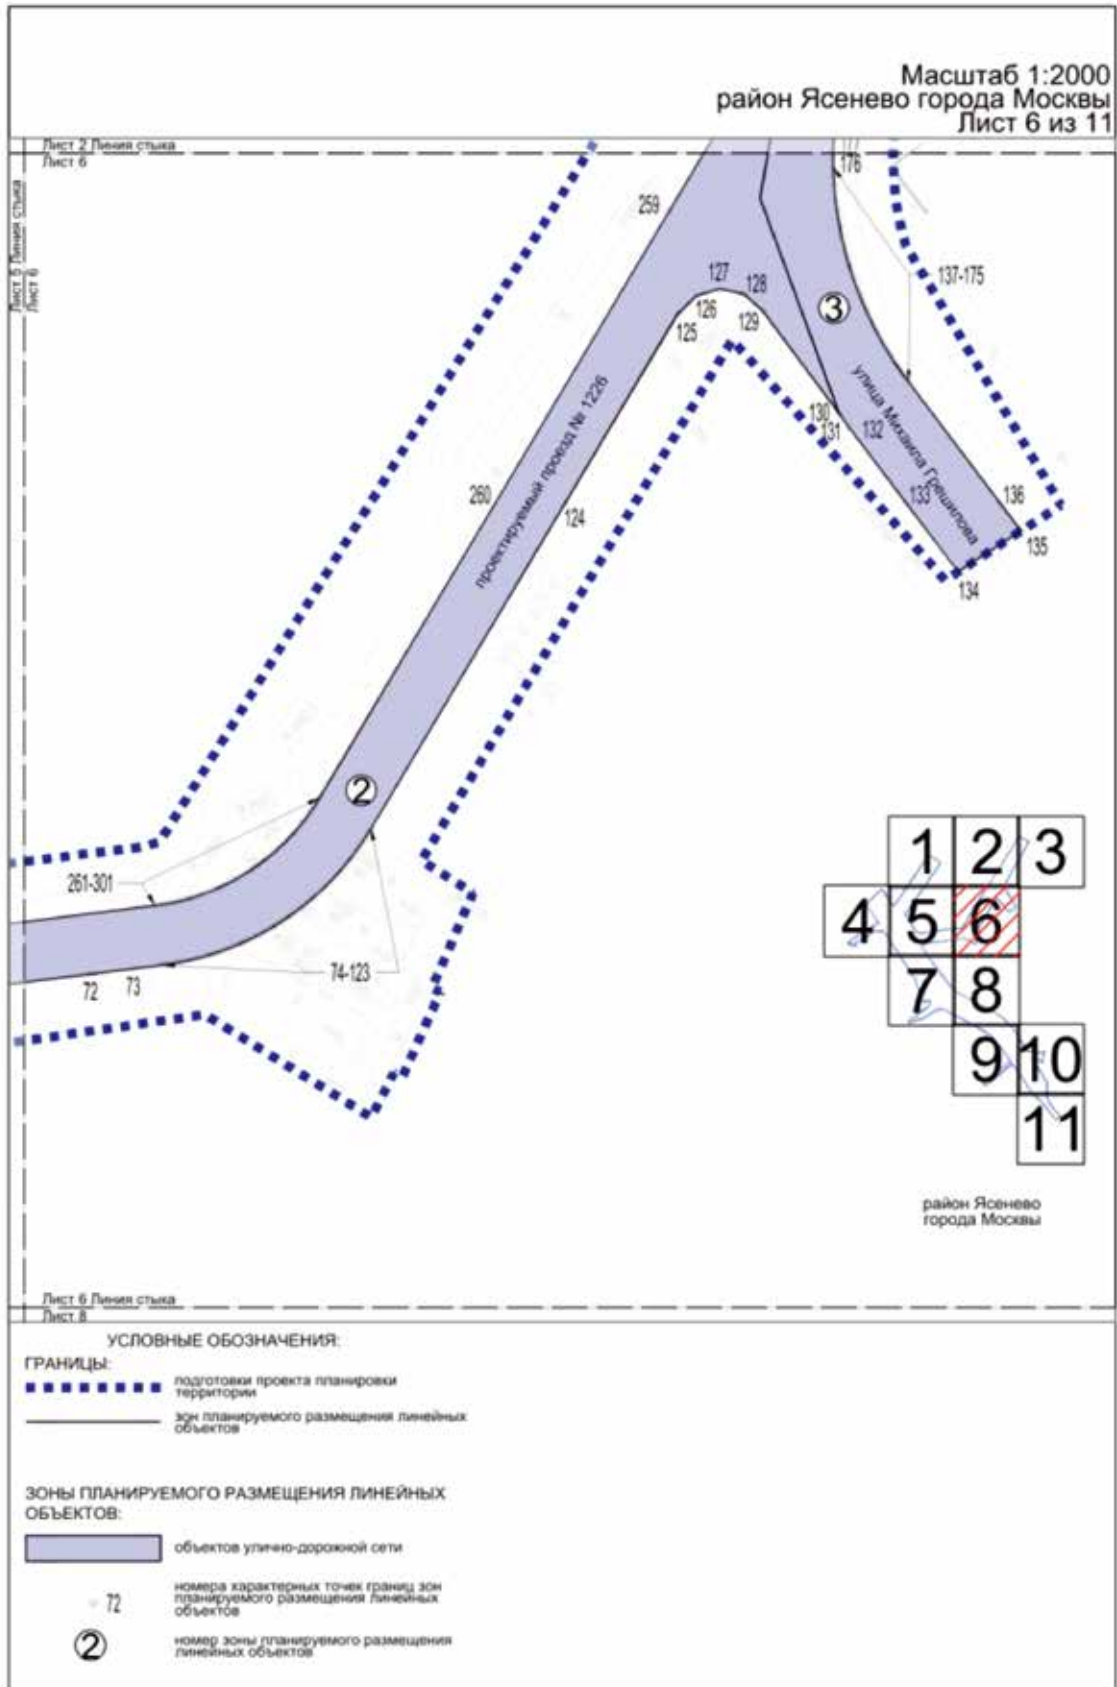 Масштаб 1:2000
район Ясенево города Москвы
Лист 6 из 11
Лист 2 Линия стыка
Лист 6
Лист 5 Линия стыка
Лист 6
176
259
137-175
127
128
126
129
125
3
улица Михаила Грешилова
130
131
132
проектируемый проезд № 1226
260
124
133
136
135
134
2
261-301
74-123
72
73
1
2
3
4
5
6
7
8
9
10
11
район Ясенево
города Москвы
Лист 6 Линия стыка
Лист 8
УСЛОВНЫЕ ОБОЗНАЧЕНИЯ:
ГРАНИЦЫ:
подготовки проекта планировки
территории
зон планируемого размещения линейных
объектов
ЗОНЫ ПЛАНИРУЕМОГО РАЗМЕЩЕНИЯ ЛИНЕЙНЫХ
ОБЪЕКТОВ:
объектов улично-дорожной сети
72
номера характерных точек границ зон
планируемого размещения линейных
объектов
2
номер зоны планируемого размещения
линейных объектов